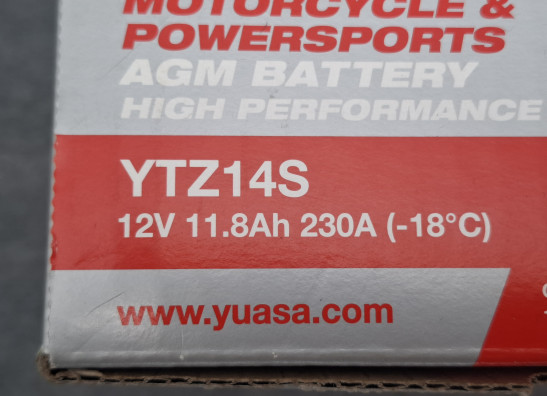 MOTORCYCLE &
POWERSPORTS
AGM BATTERY
HIGH PERFORMANCE
YTZ14S
12V 11.8Ah 230A (-18°C)
www.yuasa.com